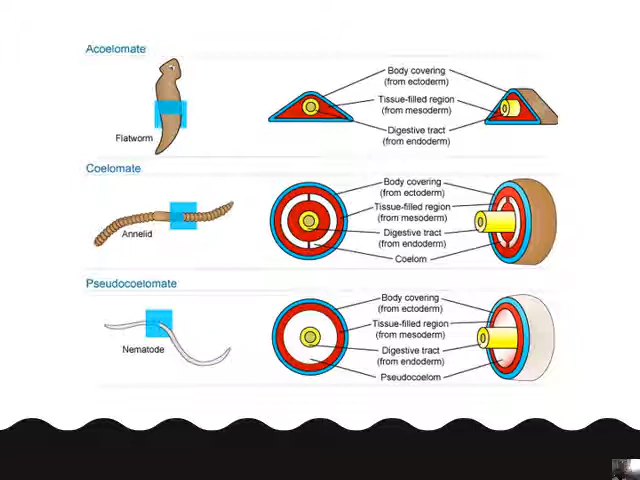 Acoelomate
Body covering
(from ectoderm)
Tissue-filled region
(from mesoderm)
Digestive tract
(from endoderm)
Flatworm
Coelomate
Body covering
(from ectoderm)
Tissue-filled region
(from mesoderm)
Digestive tract
(from endoderm)
Coelom
Annelid
Pseudocoelomate
Body covering
(from ectoderm)
Tissue-filled region
(from mesoderm)
Digestive tract
(from endoderm)
Pseudocoelom
Nematode